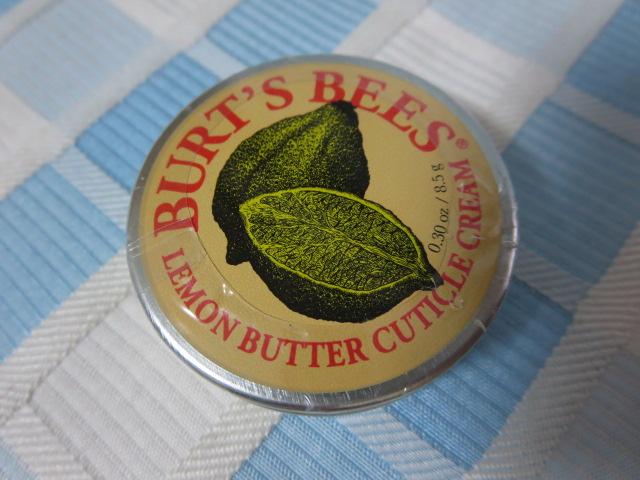 BURT'S BEES®
0.30 oz / 8.5 g
LEMON BUTTER CUTICLE CREAM